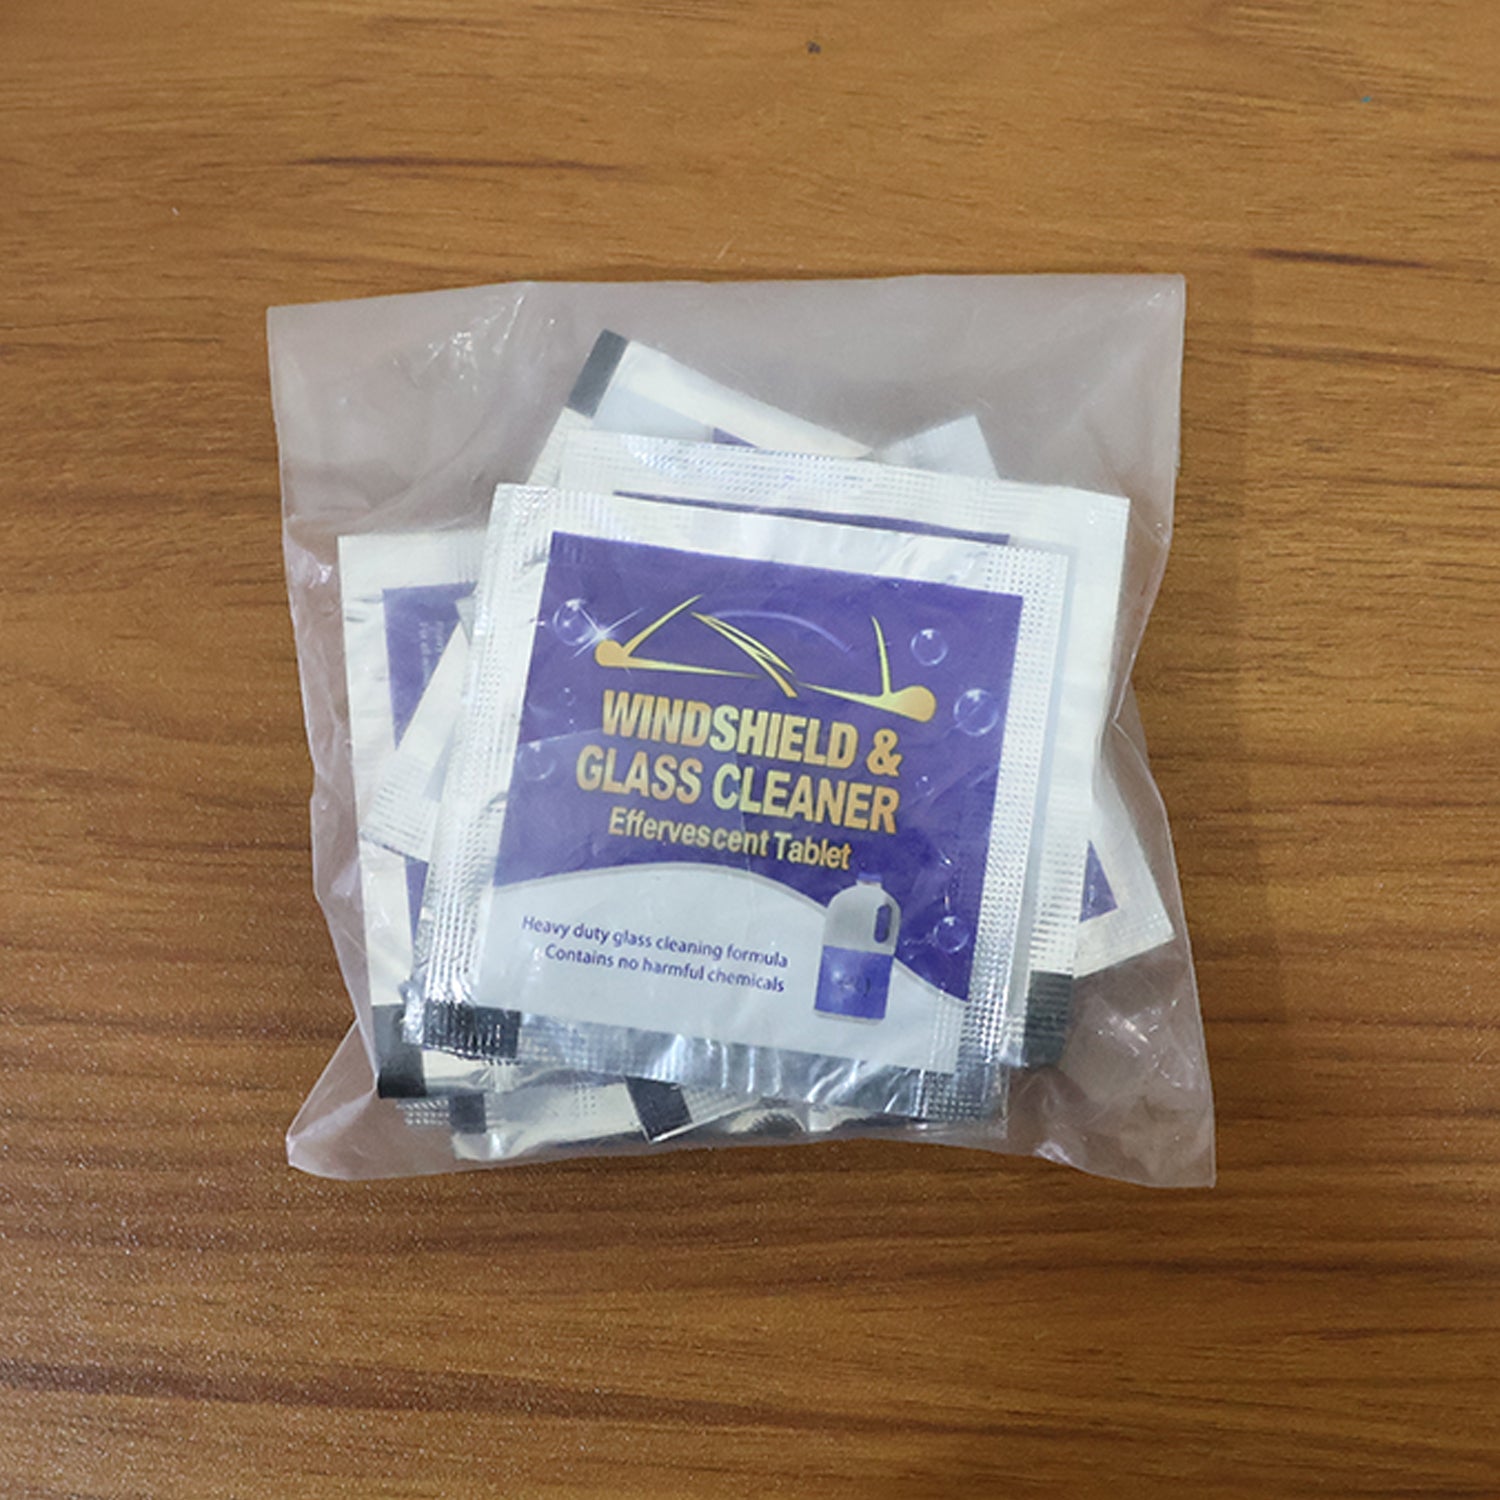 WINDSHIELD &
GLASS CLEANER
Effervescent Tablet
Heavy duty glass cleaning formula
Contains no harmful chemicals